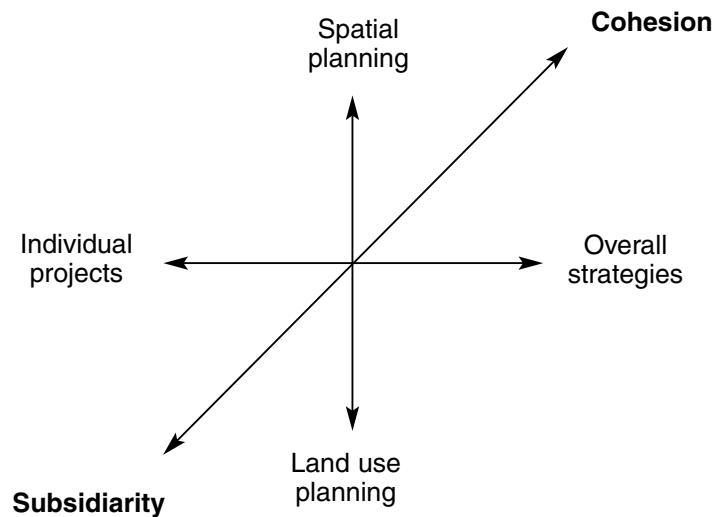 Cohesion
Spatial
planning
Individual
projects
Overall
strategies
Land use
planning
Subsidiarity